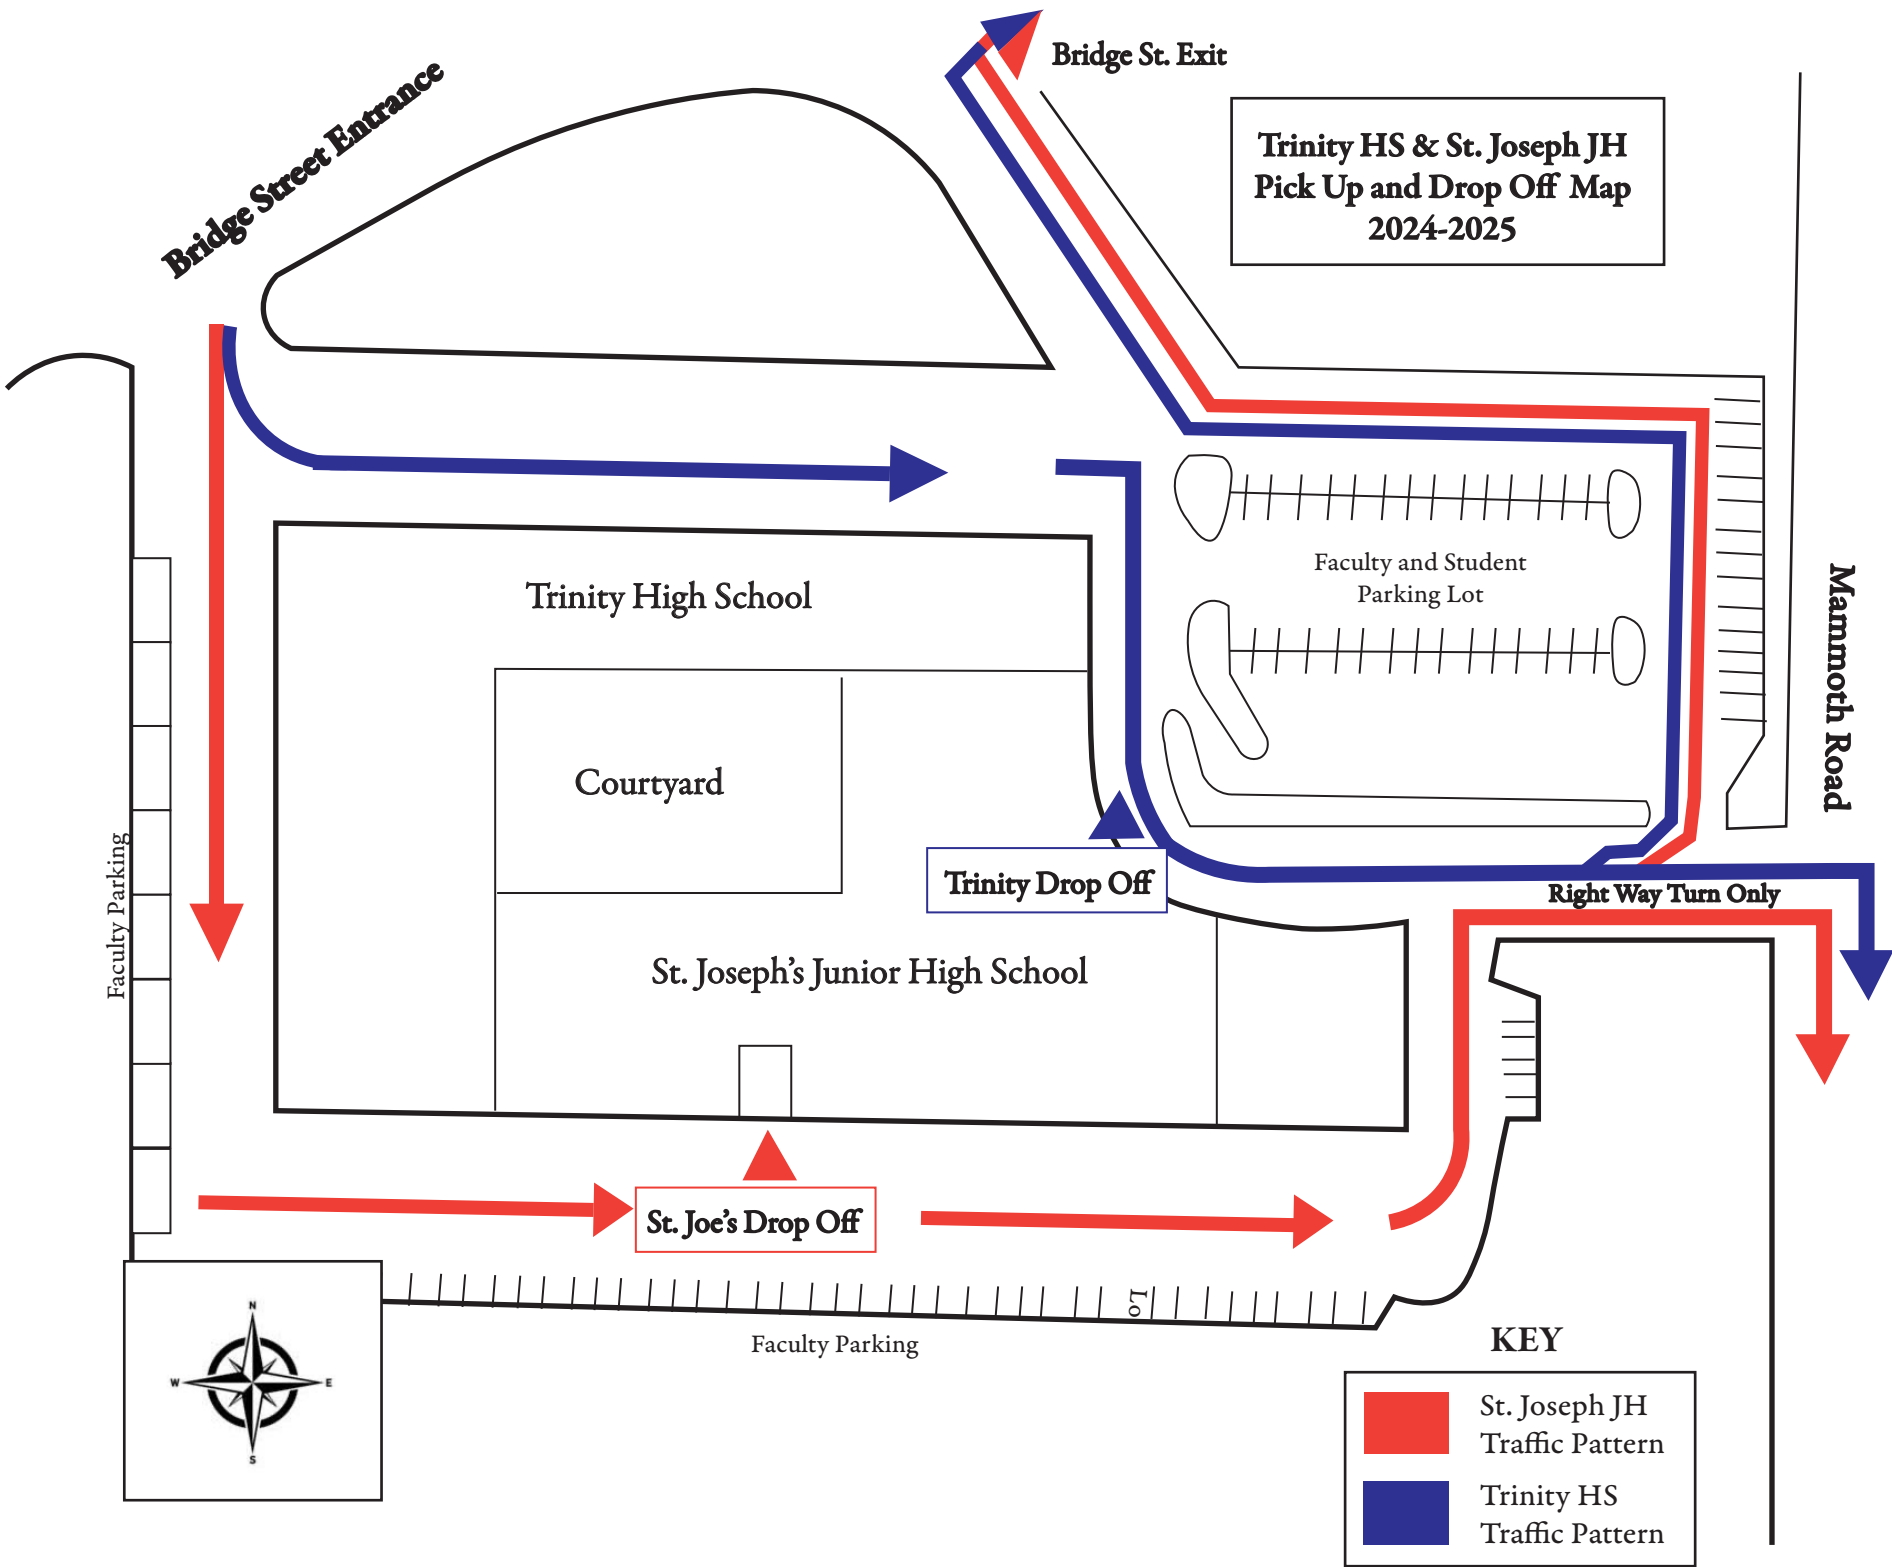 Bridge St. Exit
Bridge Street Entrance
Trinity HS & St. Joseph JH
Pick Up and Drop Off Map
2024-2025
Trinity High School
Faculty and Student
Parking Lot
Mammoth Road
Courtyard
Faculty Parking
Trinity Drop Off
Right Way Turn Only
St. Joseph's Junior High School
St. Joe's Drop Off
Lo
Faculty Parking
N
W
E
S
KEY
St. Joseph JH
Traffic Pattern
Trinity HS
Traffic Pattern